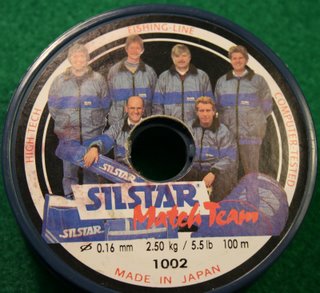 FISHING-LINE
HIGH TECH
COMPUTER TESTED
SILSTAR
SILSTAR
Match Team
SILSTAR
⌀ 0.16 mm 2.50 kg / 5.5 lb 100 m
1002
MADE IN JAPAN